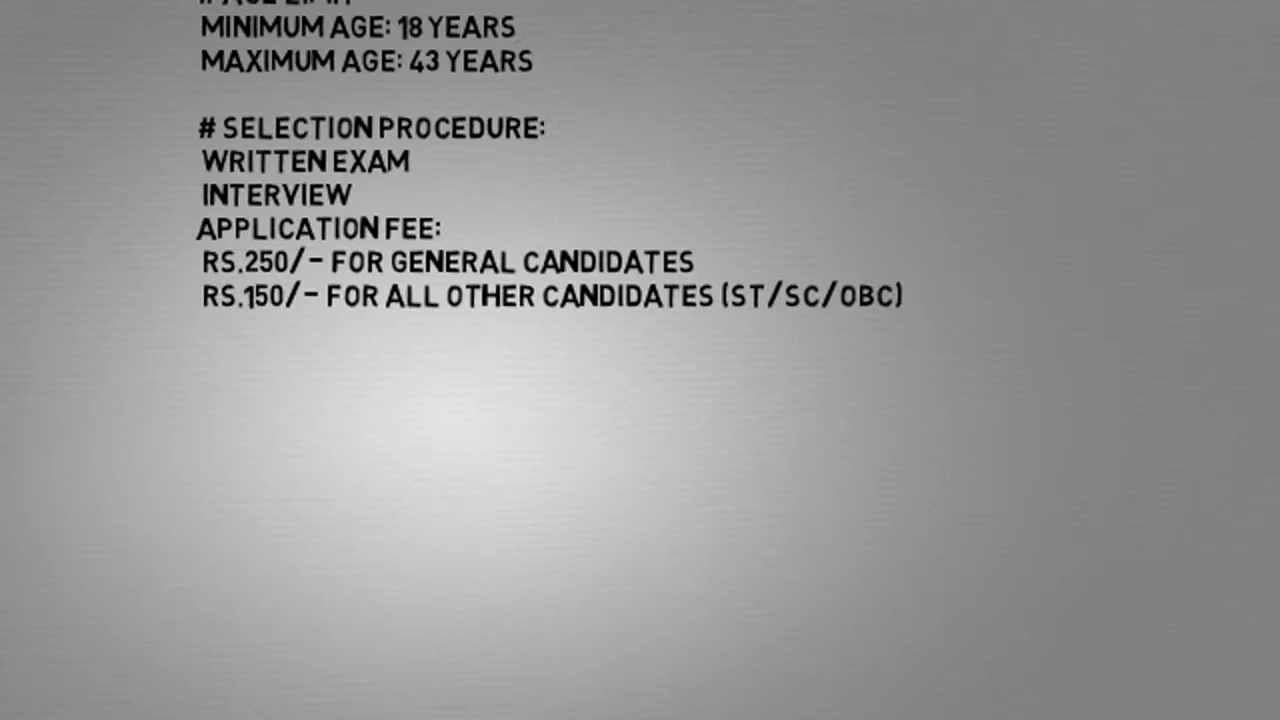 MINIMUM AGE: 18 YEARS
MAXIMUM AGE: 43 YEARS
# SELECTION PROCEDURE:
WRITTEN EXAM
INTERVIEW
APPLICATION FEE:
RS.250/- FOR GENERAL CANDIDATES
RS.150/- FOR ALL OTHER CANDIDATES (ST/SC/OBC)